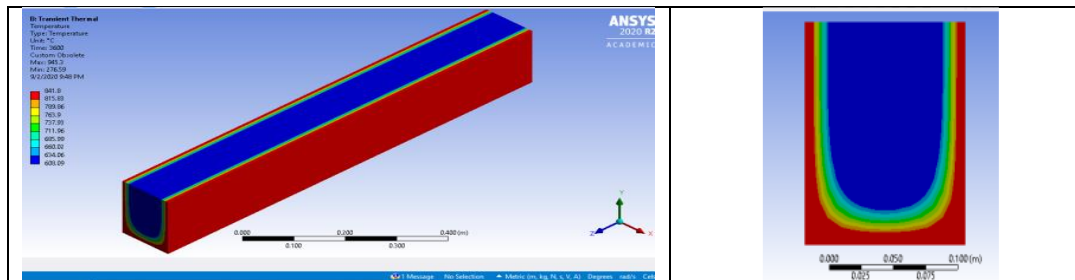 B: Transient Thermal
Temperature
Type: Temperature
Unit: °C
Time: 3600
Custom Obsolete
Max: 945.3
Min: 276.59
9/2/2020 9:48 PM
841.8
815.83
789.86
763.9
737.93
711.96
685.99
660.02
634.06
608.09
ANSYS
2020 R2
ACADEMIC
0.000
0.200
0.400 (m)
0.100
0.300
Y
Z
X
1 Message
No Selection
Metric (m, kg, N, s, V, A)
Degrees
rad/s
0.000
0.050
0.100 (m)
0.025
0.075